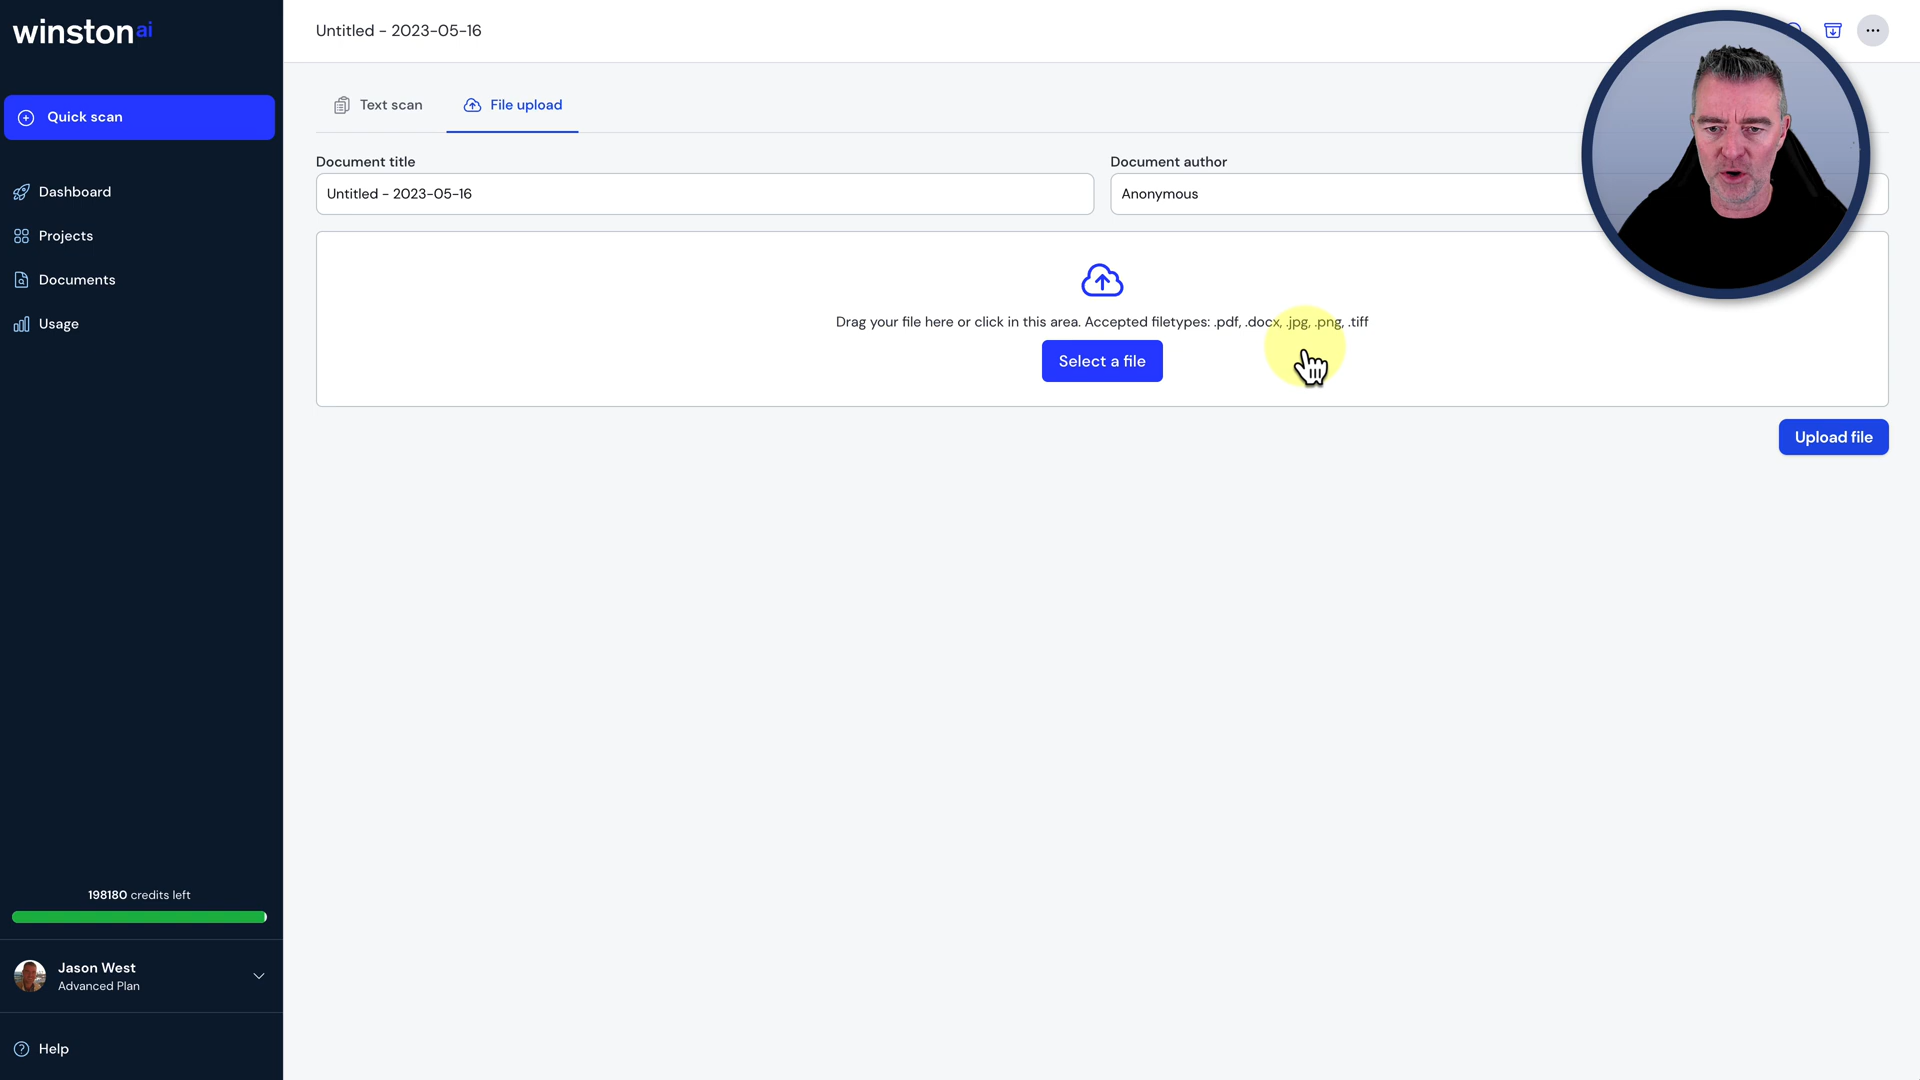 winston ai
Quick scan
Dashboard
Projects
Documents
Usage
198180 credits left
Jason West
Advanced Plan
Help
Untitled - 2023-05-16
Text scan
File upload
Document title
Untitled - 2023-05-16
Document author
Anonymous
Drag your file here or click in this area. Accepted filetypes: .pdf, .docx, .jpg, .png, .tiff
Select a file
Upload file